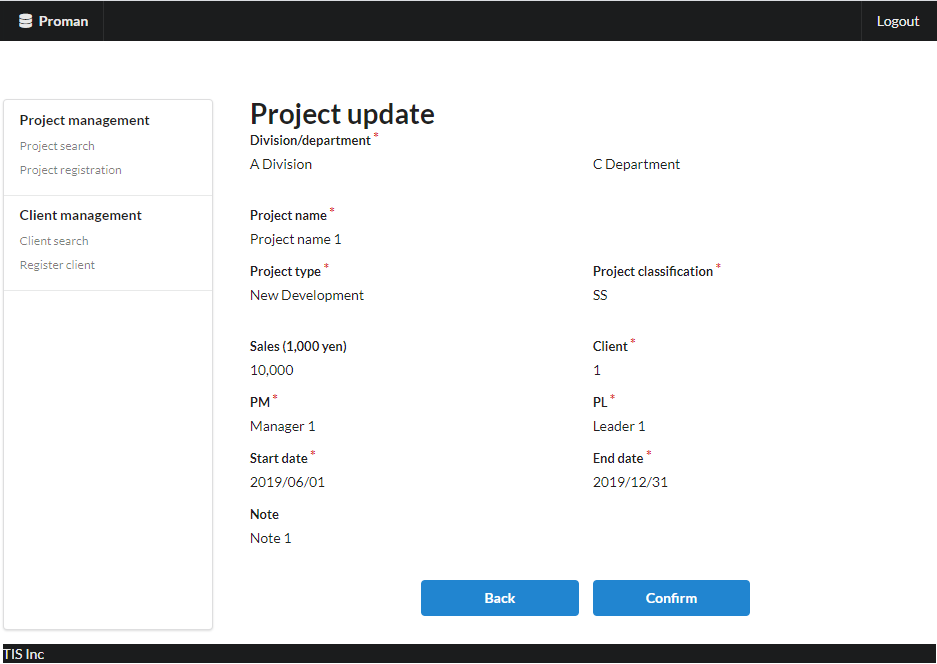 Proman
Logout
Project management
Project search
Project registration
Client management
Client search
Register client
Project update
Division/department *
A Division C Department
Project name *
Project name 1
Project type * Project classification *
New Development SS
Sales (1,000 yen) Client *
10,000 1
PM * PL *
Manager 1 Leader 1
Start date * End date *
2019/06/01 2019/12/31
Note
Note 1
Back Confirm
TIS Inc